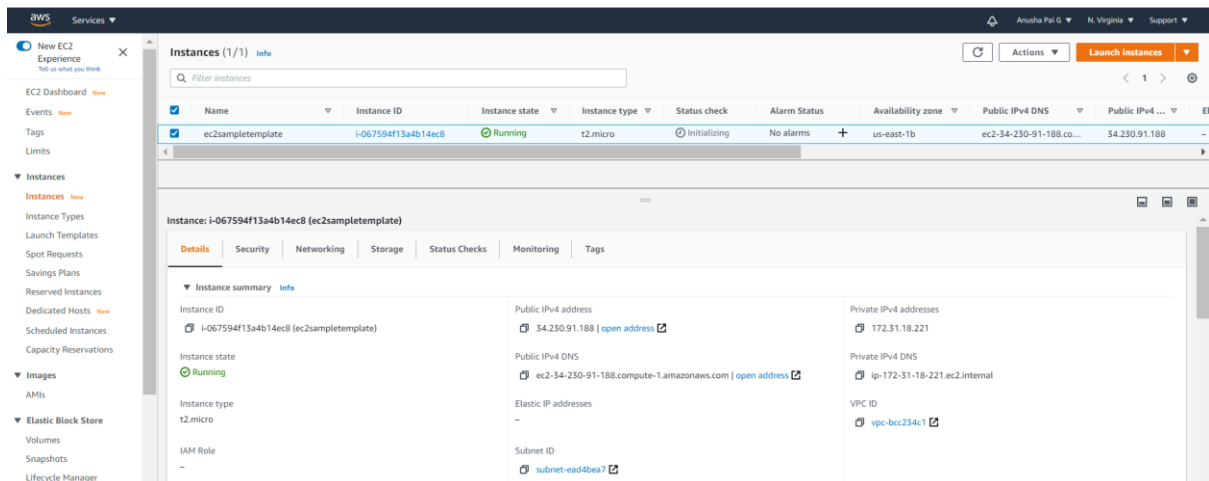 aws Services ▼ Anusha Pai G ▼ N. Virginia ▼ Support ▼
New EC2
Experience
Tell us what you think
EC2 Dashboard New
Events New
Tags
Limits
▼ Instances
Instances New
Instance Types
Launch Templates
Spot Requests
Savings Plans
Reserved Instances
Dedicated Hosts New
Scheduled Instances
Capacity Reservations
▼ Images
AMIs
▼ Elastic Block Store
Volumes
Snapshots
Lifecycle Manager
Instances (1/1) Info
Actions ▼ Launch instances ▼
Filter instances
< 1 >
Name Instance ID Instance state Instance type Status check Alarm Status Availability zone Public IPv4 DNS Public IPv4 ... El
ec2sampletemplate i-067594f13a4b14ec8 Running t2.micro Initializing No alarms + us-east-1b ec2-34-230-91-188.co... 34.230.91.188 –
Instance: i-067594f13a4b14ec8 (ec2sampletemplate)
Details Security Networking Storage Status Checks Monitoring Tags
▼ Instance summary Info
Instance ID Public IPv4 address Private IPv4 addresses
i-067594f13a4b14ec8 (ec2sampletemplate) 34.230.91.188 | open address 172.31.18.221
Instance state Public IPv4 DNS Private IPv4 DNS
Running ec2-34-230-91-188.compute-1.amazonaws.com | open address ip-172-31-18-221.ec2.internal
Instance type Elastic IP addresses VPC ID
t2.micro – vpc-bcc234c1
IAM Role Subnet ID
– subnet-ead4bea7